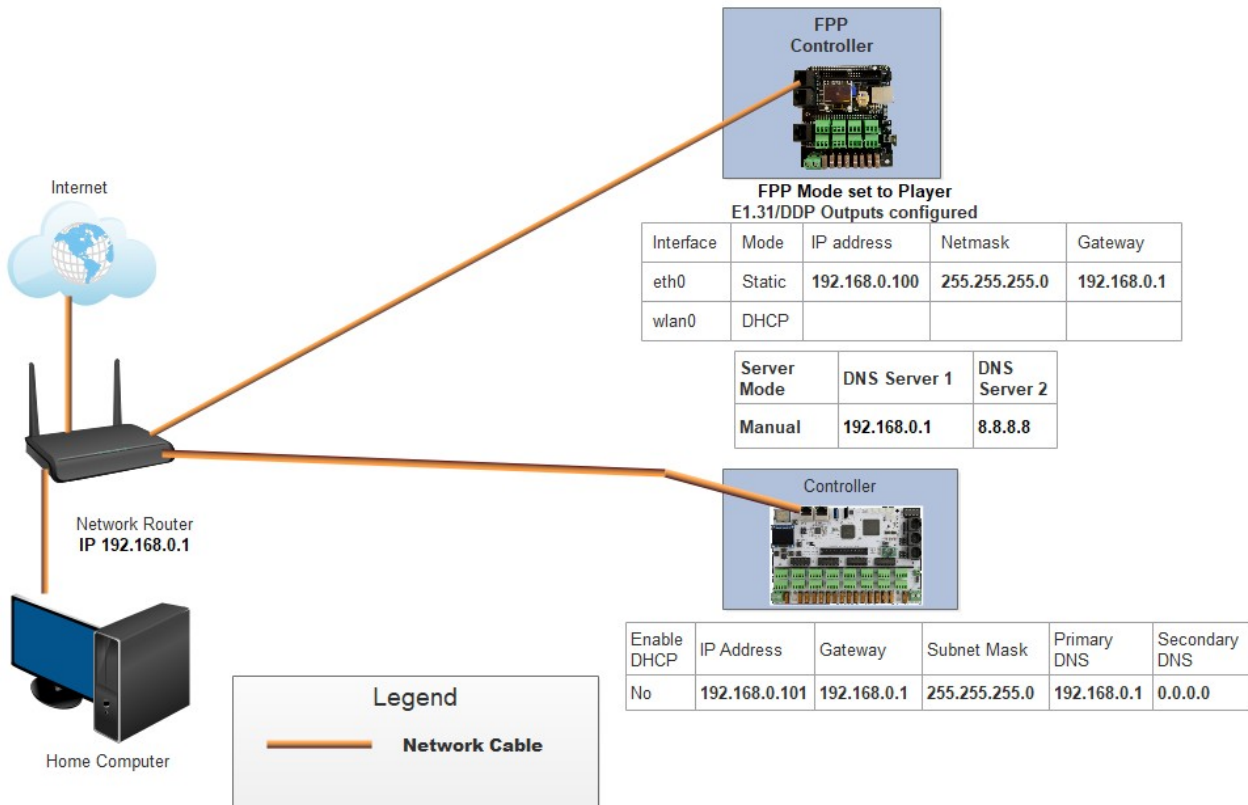 FPP
Controller
Internet
FPP Mode set to Player
E1.31/DDP Outputs configured
Interface Mode IP address Netmask Gateway
eth0 Static 192.168.0.100 255.255.255.0 192.168.0.1
wlan0 DHCP
Server Mode DNS Server 1 DNS Server 2
Manual 192.168.0.1 8.8.8.8
Controller
Network Router
IP 192.168.0.1
Enable DHCP IP Address Gateway Subnet Mask Primary DNS Secondary DNS
No 192.168.0.101 192.168.0.1 255.255.255.0 192.168.0.1 0.0.0.0
Legend
Network Cable
Home Computer